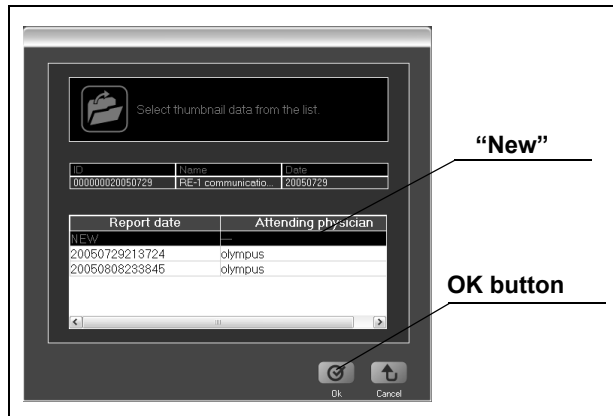 Select thumbnail data from the list.
ID Name Date
000000020050729 RE-1 communicatio... 20050729
“New”
Report date Attending physician
NEW —
20050729213724 olympus
20050808233845 olympus
OK button
Ok Cancel